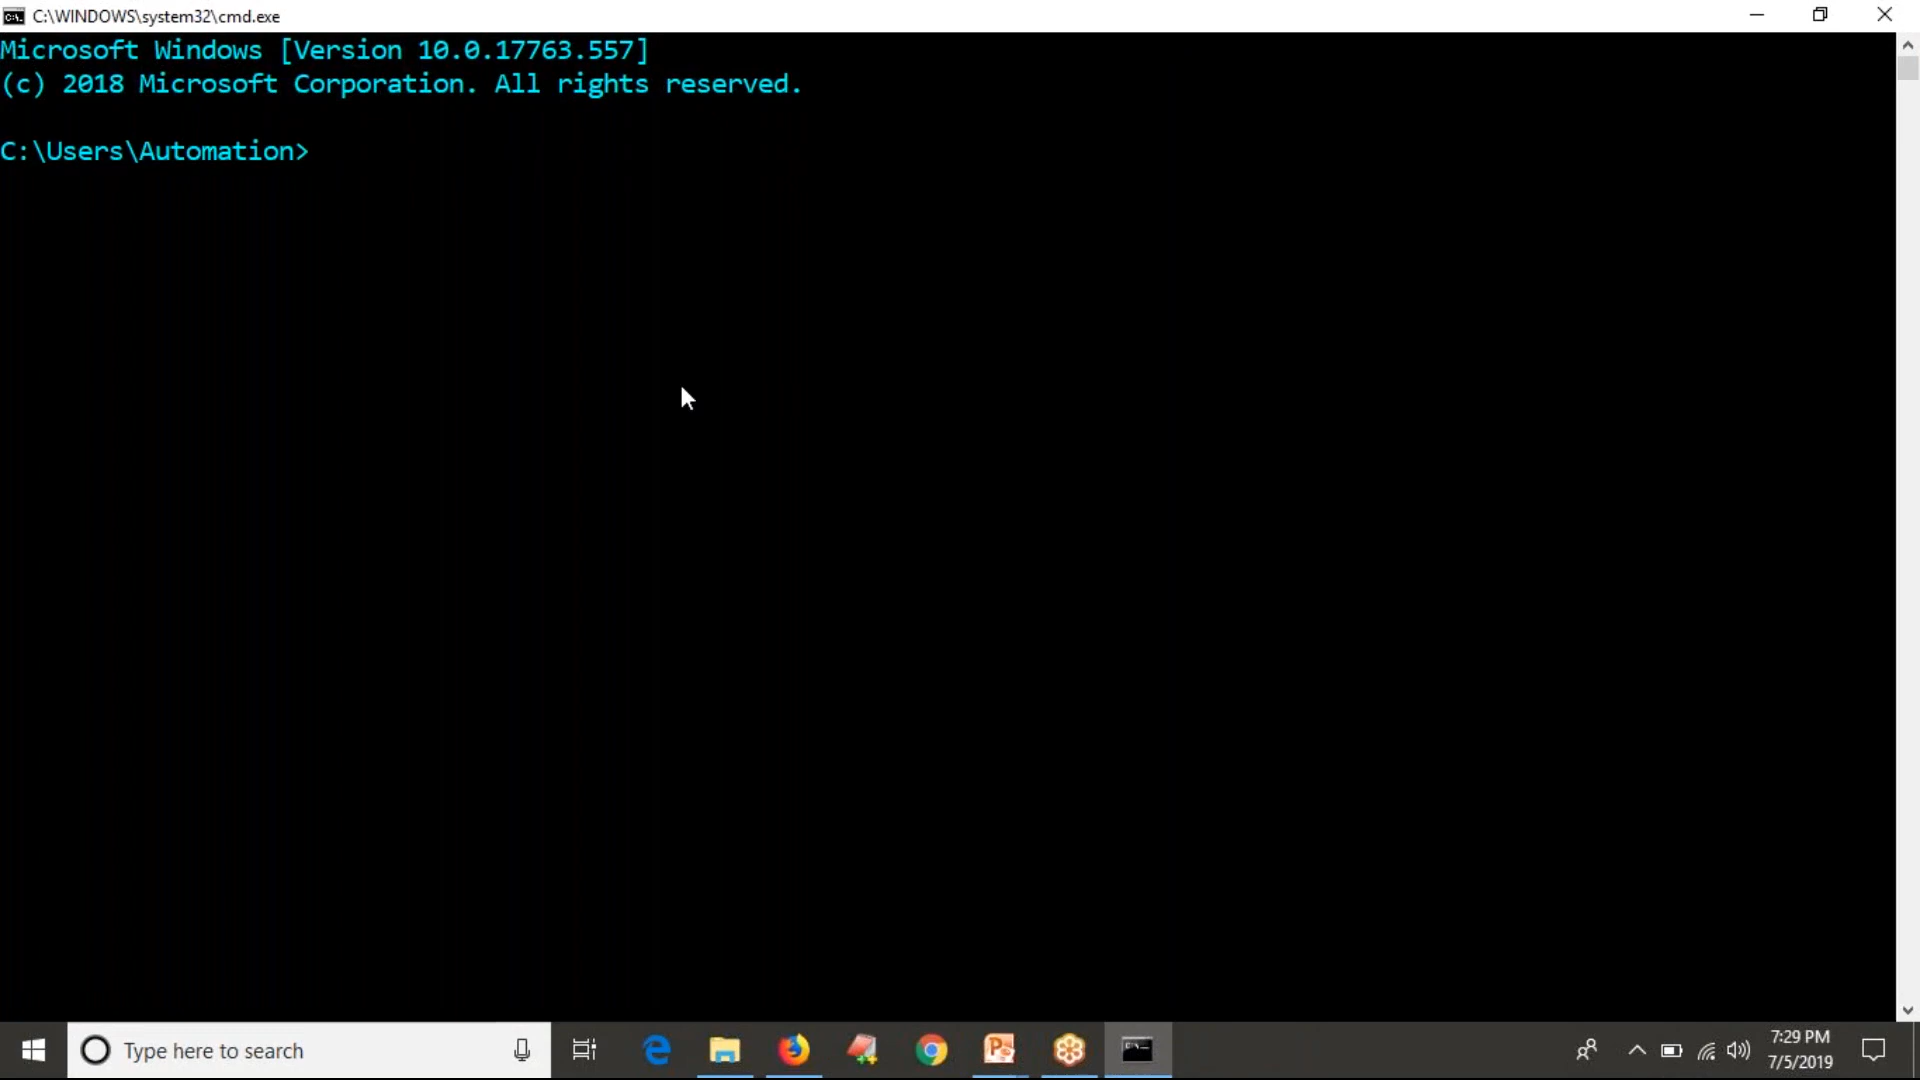 C:\WINDOWS\system32\cmd.exe
Microsoft Windows [Version 10.0.17763.557]
(c) 2018 Microsoft Corporation. All rights reserved.
C:\Users\Automation>
Type here to search
7:29 PM
7/5/2019